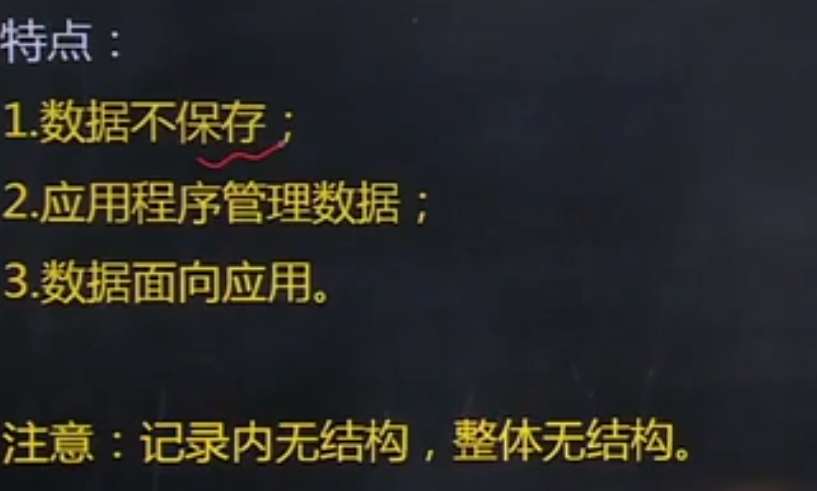 特点：
1.数据不保存；
2.应用程序管理数据；
3.数据面向应用。
注意：记录内无结构，整体无结构。